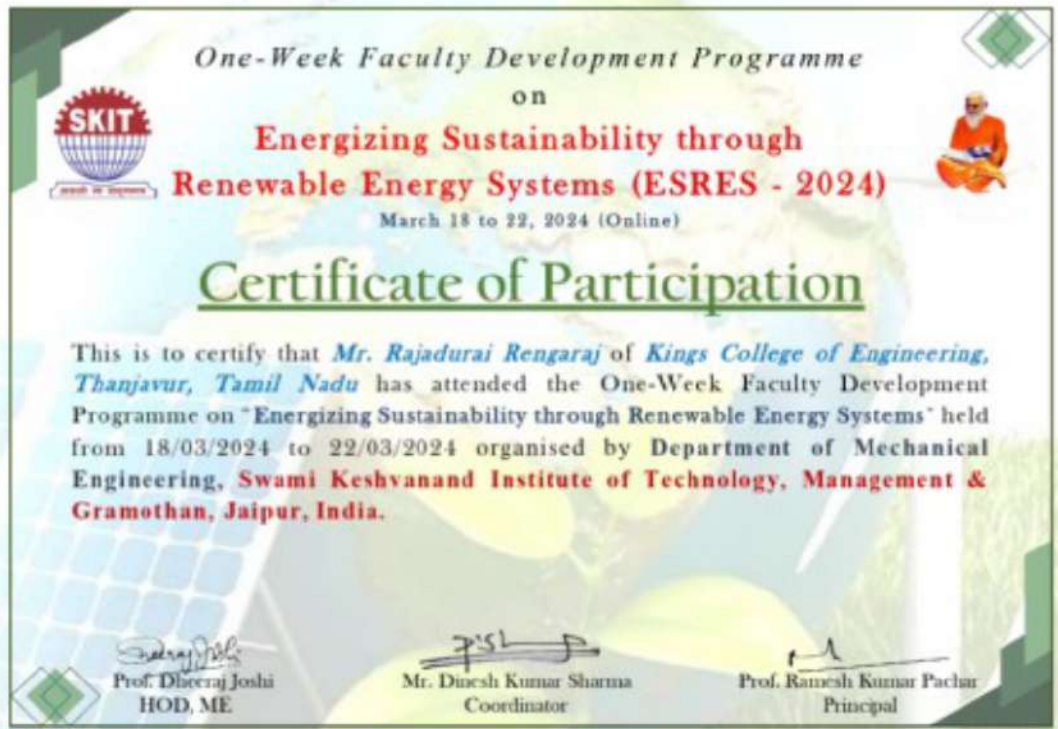 One-Week Faculty Development Programme
on
SKIT
Energizing Sustainability through
Renewable Energy Systems (ESRES - 2024)
March 18 to 22, 2024 (Online)
Certificate of Participation
This is to certify that Mr. Rajadurai Rengaraj of Kings College of Engineering,
Thanjavur, Tamil Nadu has attended the One-Week Faculty Development
Programme on "Energizing Sustainability through Renewable Energy Systems" held
from 18/03/2024 to 22/03/2024 organised by Department of Mechanical
Engineering, Swami Keshvanand Institute of Technology, Management &
Gramothan, Jaipur, India.
Prof. Dheeraj Joshi
HOD, ME
Mr. Dinesh Kumar Sharma
Coordinator
Prof. Ramesh Kumar Pachar
Principal